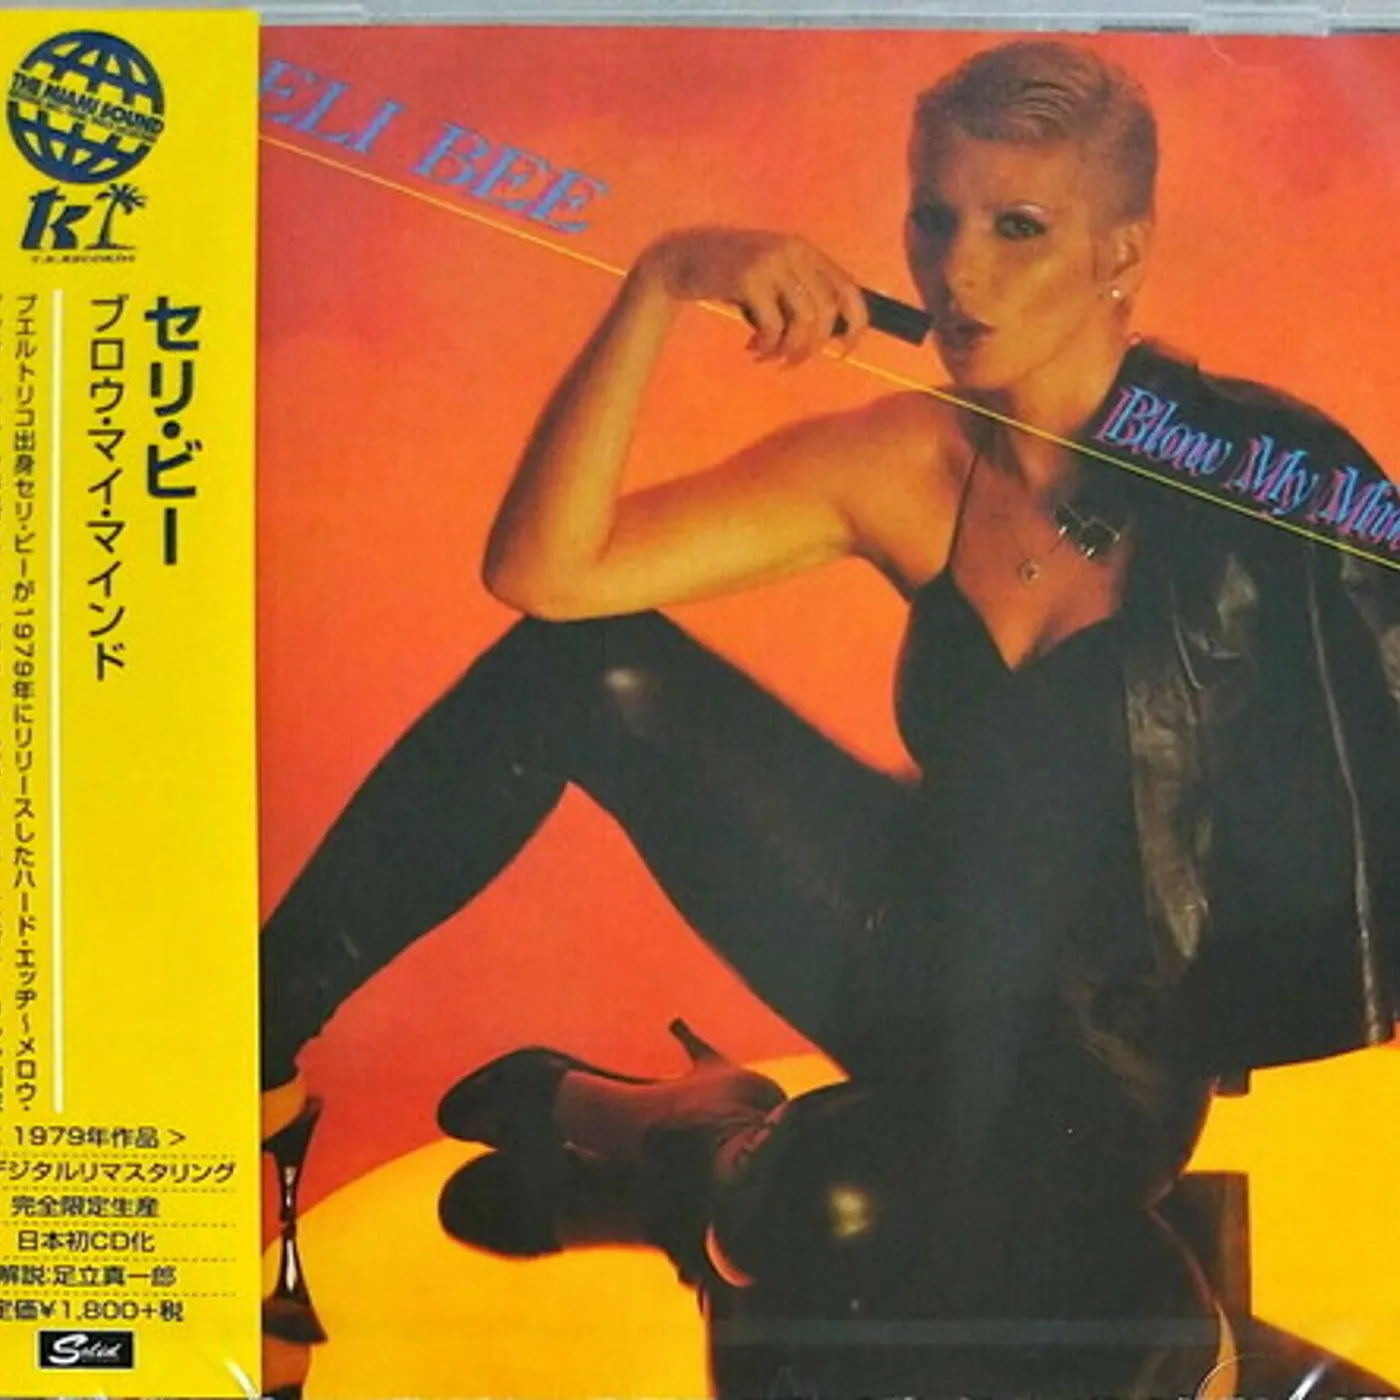 THE MIAMI SOUND
tk
T.K. RECORDS
セリ・ビー
ブロウ・マイ・マインド
プエルトリコ出身セリ・ビーが1979年にリリースしたハード・エッヂ〜メロウ・
1979年作品 >
デジタルリマスタリング
完全限定生産
日本初CD化
解説:足立真一郎
定価¥1,800+税
Solid
ELI BEE
Blow My Min